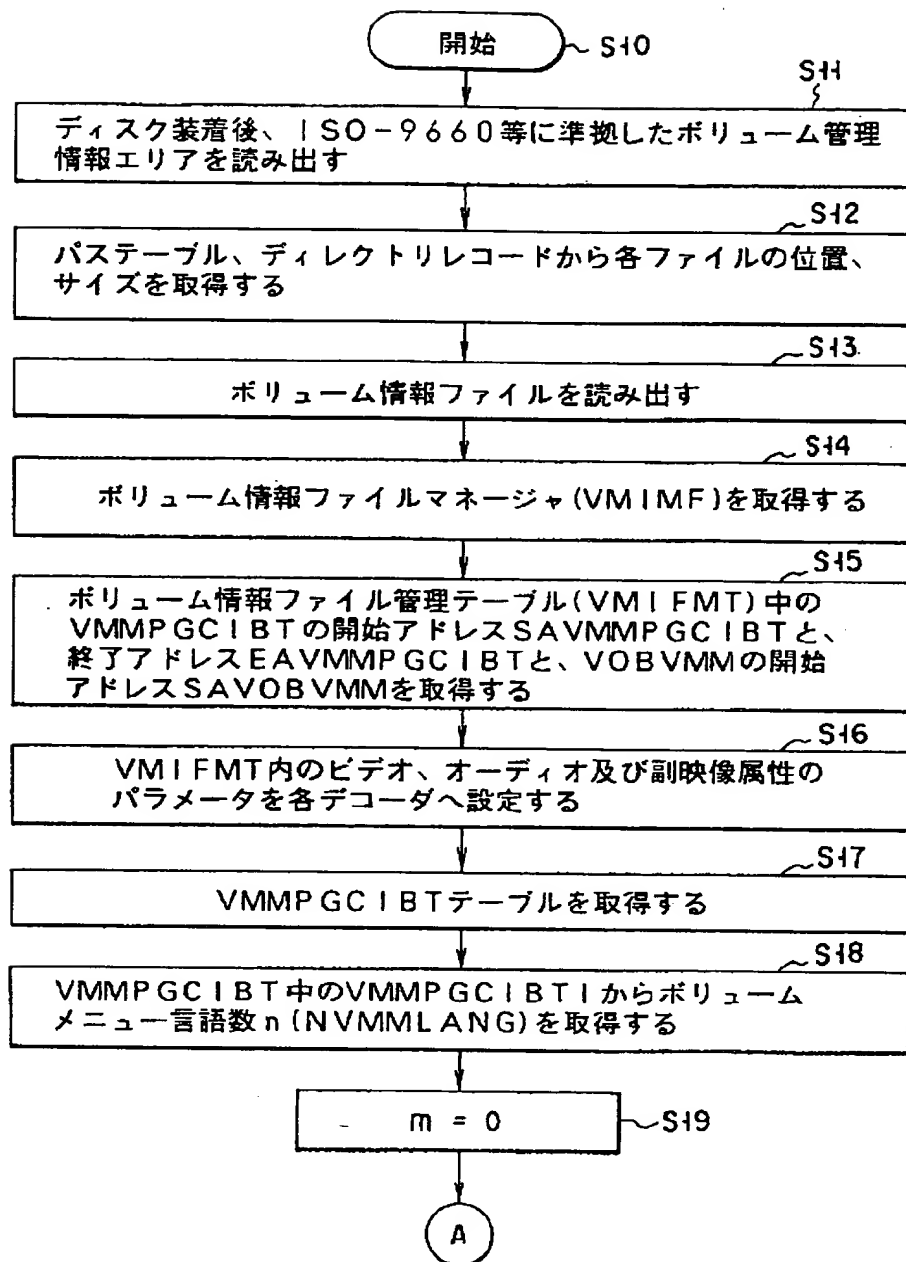 開始
S10
S11
ディスク装着後、ISO-9660等に準拠したボリューム管理
情報エリアを読み出す
S12
パステーブル、ディレクトリレコードから各ファイルの位置、
サイズを取得する
S13
ボリューム情報ファイルを読み出す
S14
ボリューム情報ファイルマネージャ(VMIMF)を取得する
S15
ボリューム情報ファイル管理テーブル(VMIFMT)中の
VMMPGCIBTの開始アドレスSAVMMPGCIBTと、
終了アドレスEAVMMPGCIBTと、VOBVMMの開始
アドレスSAVOBVMMを取得する
S16
VMIFMT内のビデオ、オーディオ及び副映像属性の
パラメータを各デコーダへ設定する
S17
VMMPGCIBTテーブルを取得する
S18
VMMPGCIBT中のVMMPGCIBTIからボリューム
メニュー言語数n(NVMMLANG)を取得する
m = 0
S19
A